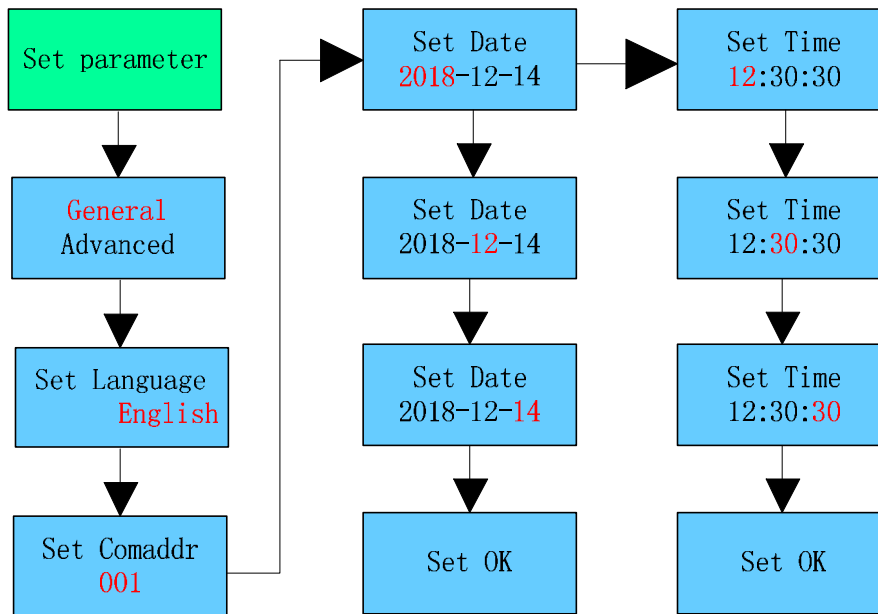 Set parameter
General
Advanced
Set Language
English
Set Comaddr
001
Set Date
2018-12-14
Set Date
2018-12-14
Set Date
2018-12-14
Set OK
Set Time
12:30:30
Set Time
12:30:30
Set Time
12:30:30
Set OK